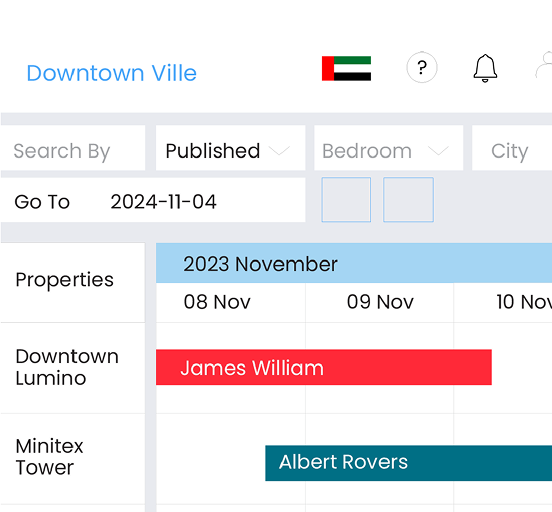 Downtown Ville
?
Search By Published Bedroom City
Go To 2024-11-04
Properties
2023 November
08 Nov 09 Nov 10 Nov
Downtown
Lumino
James William
Minitex
Tower
Albert Rovers